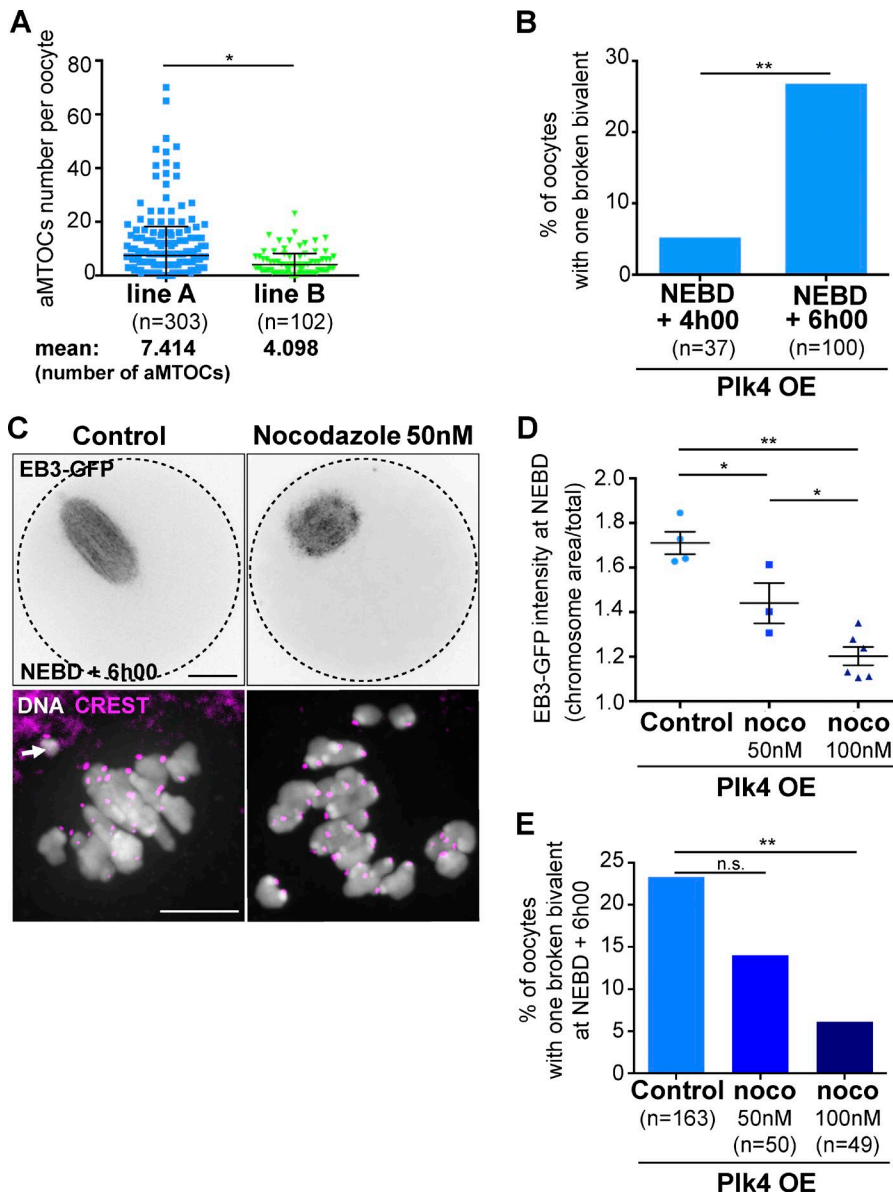 A
aMTOCs number per oocyte
80
60
40
20
0
*
line A
line B
(n=303)
(n=102)
mean: 7.414 4.098
(number of aMTOCs)
B
% of oocytes
with one broken bivalent
30
20
10
0
**
NEBD
+ 4h00
(n=37)
NEBD
+ 6h00
(n=100)
Plk4 OE
C
Control
Nocodazole 50nM
EB3-GFP
NEBD + 6h00
DNA CREST
D
EB3-GFP intensity at NEBD
(chromosome area/total)
1.8
1.6
1.4
1.2
1.0
**
*
*
Control
noco
50nM
noco
100nM
Plk4 OE
E
% of oocytes
with one broken bivalent
at NEBD + 6h00
25
20
15
10
5
0
**
n.s.
Control
(n=163)
noco
50nM
(n=50)
noco
100nM
(n=49)
Plk4 OE